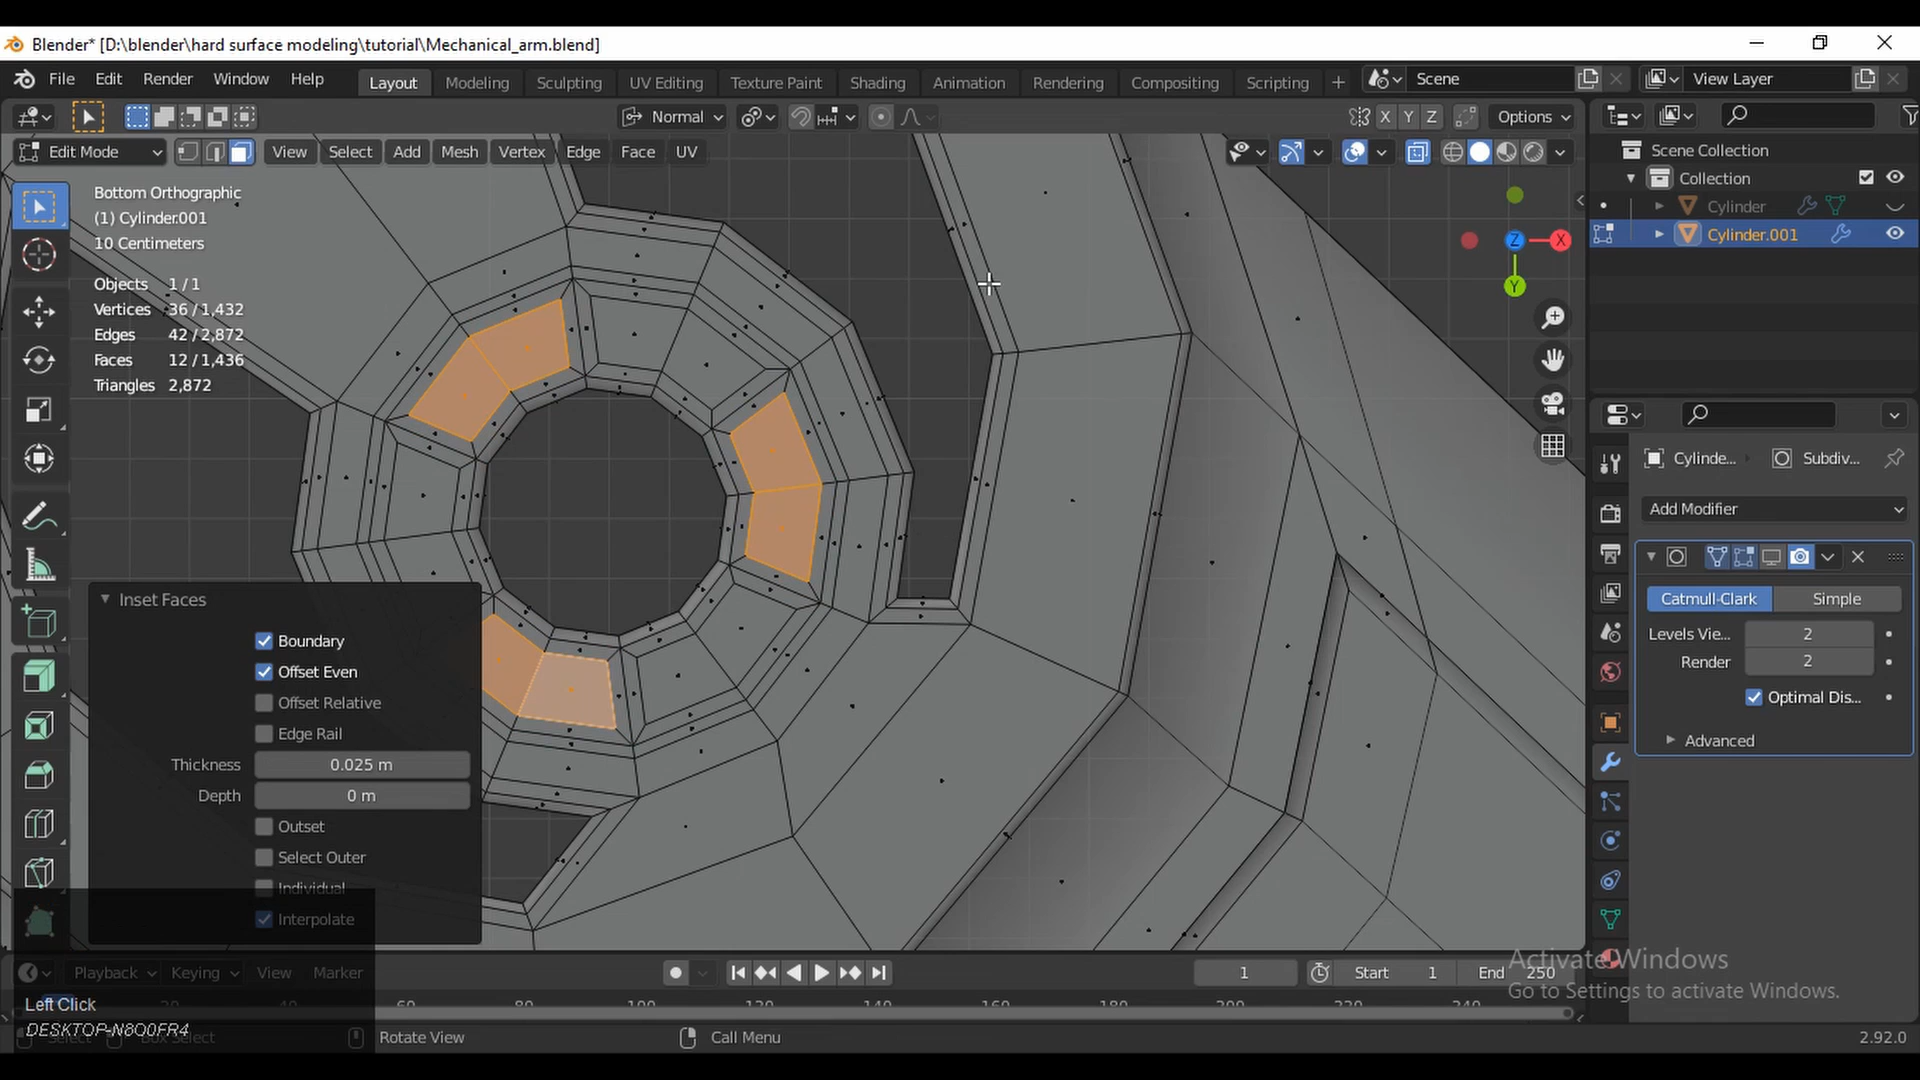 Blender* [D:\blender\hard surface modeling\tutorial\Mechanical_arm.blend]
File Edit Render Window Help Layout Modeling Sculpting UV Editing Texture Paint Shading Animation Rendering Compositing Scripting + Scene View Layer
Normal X Y Z Options
Edit Mode View Select Add Mesh Vertex Edge Face UV
Scene Collection
Collection
Cylinder
Cylinder.001
Bottom Orthographic
(1) Cylinder.001
10 Centimeters
Objects 1 / 1
Vertices 36 / 1,432
Edges 42 / 2,872
Faces 12 / 1,436
Triangles 2,872
Z X
Y
Cylinde... Subdiv...
Add Modifier
Catmull-Clark Simple
Levels Vie... 2
Render 2
Optimal Dis...
Advanced
Inset Faces
Boundary
Offset Even
Offset Relative
Edge Rail
Thickness 0.025 m
Depth 0 m
Outset
Select Outer
Individual
Interpolate
Playback Keying View Marker 1 Start 1 End 250
Activate Windows
Go to Settings to activate Windows.
20 40 60 80 100 120 140 160 180 200 220 240
Left Click
DESKTOP-N8Q0FR4
Select Box Select Rotate View Call Menu 2.92.0